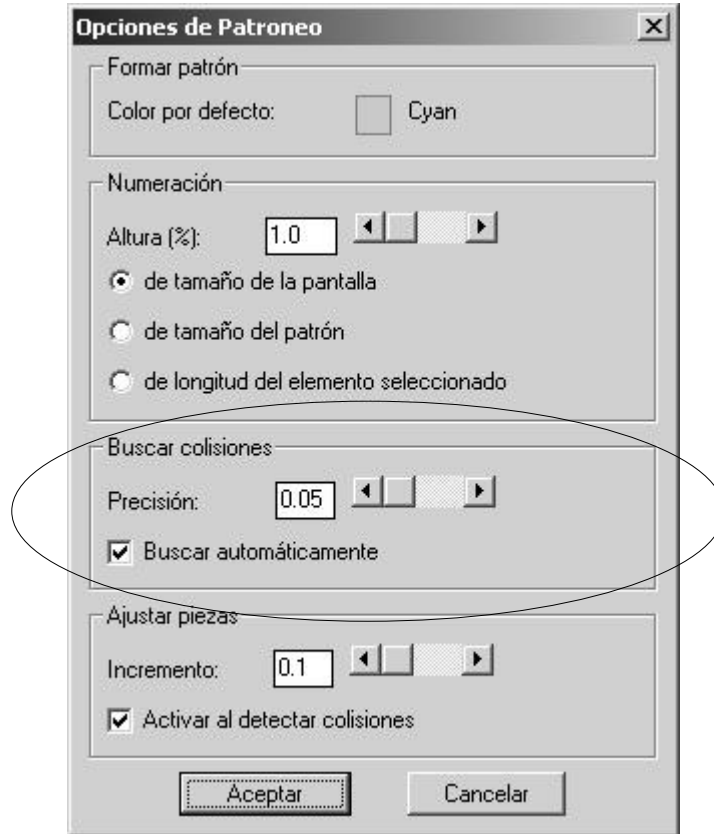 Opciones de Patroneo
Formar patrón
Color por defecto: Cyan
Numeración
Altura (%): 1.0
de tamaño de la pantalla
de tamaño del patrón
de longitud del elemento seleccionado
Buscar colisiones
Precisión: 0.05
Buscar automáticamente
Ajustar piezas
Incremento: 0.1
Activar al detectar colisiones
Aceptar Cancelar